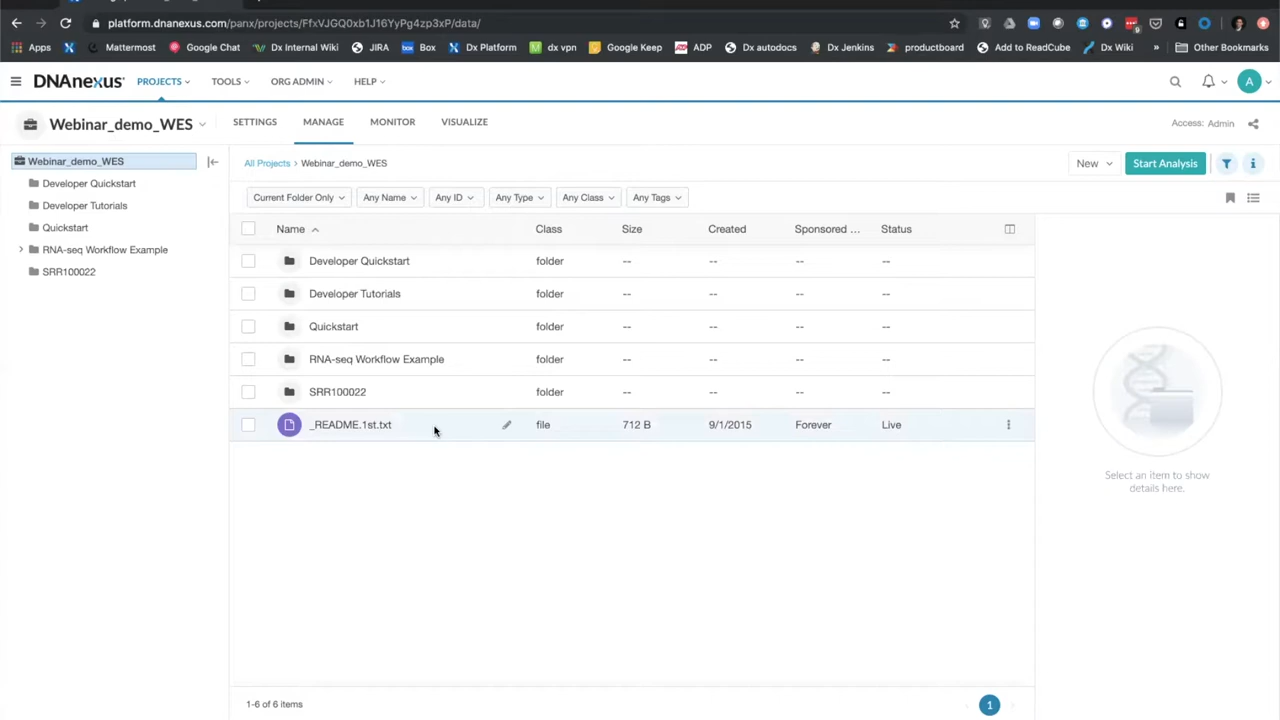 platform.dnanexus.com/panx/projects/FfxVJGQ0xb1J16YyPg4zp3xP/data/
Apps Mattermost Google Chat Dx Internal Wiki JIRA Box Dx Platform dx vpn Google Keep ADP Dx autodocs Dx Jenkins productboard Add to ReadCube Dx Wiki » Other Bookmarks
DNAnexus PROJECTS TOOLS ORG ADMIN HELP A
Webinar_demo_WES SETTINGS MANAGE MONITOR VISUALIZE Access: Admin
Webinar_demo_WES
Developer Quickstart
Developer Tutorials
Quickstart
RNA-seq Workflow Example
SRR100022
All Projects > Webinar_demo_WES New Start Analysis
Current Folder Only Any Name Any ID Any Type Any Class Any Tags
Name Class Size Created Sponsored ... Status
Developer Quickstart folder -- -- -- --
Developer Tutorials folder -- -- -- --
Quickstart folder -- -- -- --
RNA-seq Workflow Example folder -- -- -- --
SRR100022 folder -- -- -- --
_README.1st.txt file 712 B 9/1/2015 Forever Live
Select an item to show
details here.
1-6 of 6 items 1